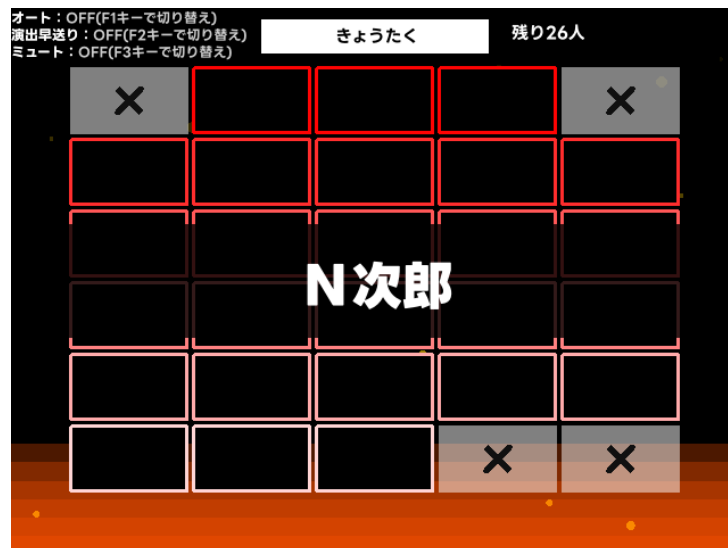 オート：OFF(F1キーで切り替え)
演出早送り：OFF(F2キーで切り替え)
ミュート：OFF(F3キーで切り替え)
きょうたく
残り26人
N次郎